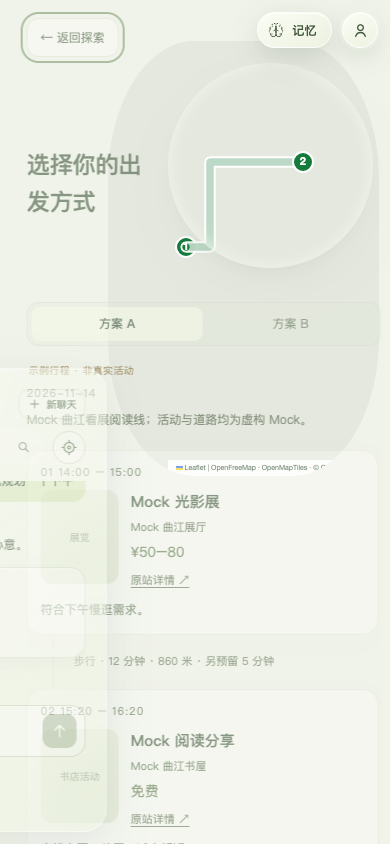 ← 返回探索
记忆
选择你的出
发方式
2
1
方案 A
方案 B
示例行程 · 非真实活动
2026-11-14
＋ 新聊天
Mock 曲江看展阅读线；活动与道路均为虚构 Mock。
01 14:00 — 15:00
Leaflet | OpenFreeMap · OpenMapTiles · ©
展览
Mock 光影展
Mock 曲江展厅
¥50—80
原站详情 ↗
心意。
符合下午慢逛需求。
步行 · 12 分钟 · 860 米 · 另预留 5 分钟
02 15:20 — 16:20
书店活动
Mock 阅读分享
Mock 曲江书屋
免费
原站详情 ↗